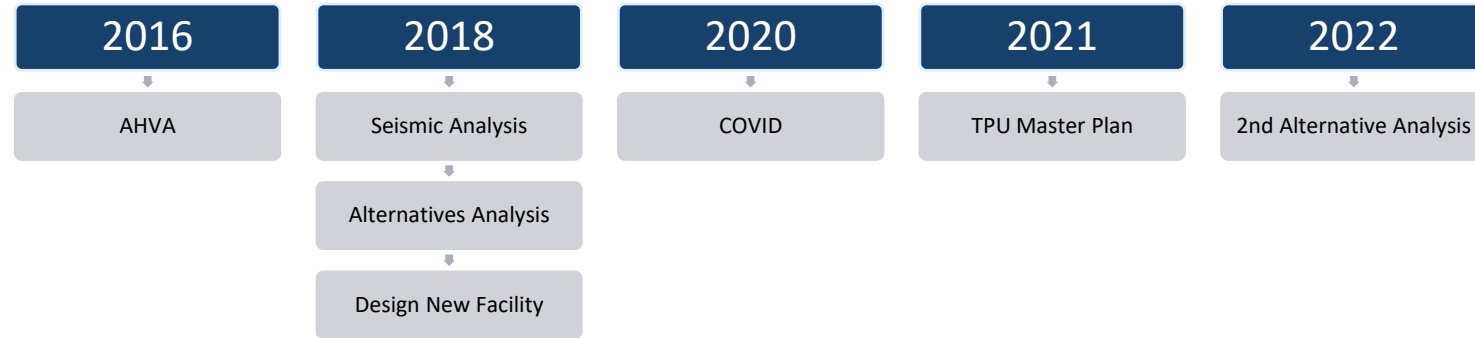 2016
AHVA
2018
Seismic Analysis
Alternatives Analysis
Design New Facility
2020
COVID
2021
TPU Master Plan
2022
2nd Alternative Analysis